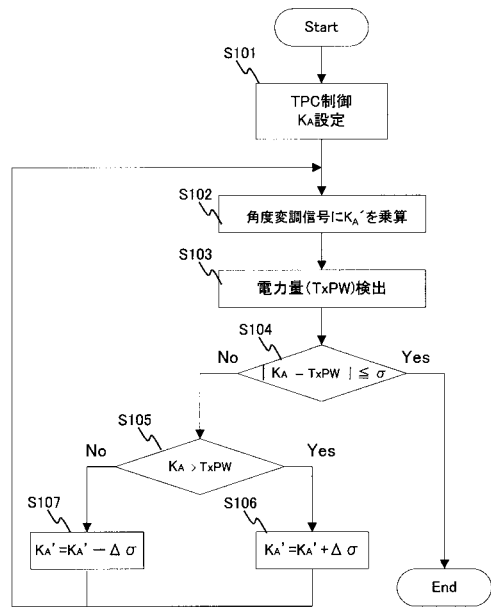 Start
S101
TPC制御
KA設定
S102
角度変調信号にKA´を乗算
S103
電力量(TxPW)検出
S104
No
Yes
| KA − TxPW | ≦ σ
S105
No
Yes
KA > TxPW
S107
S106
KA'=KA'−Δσ
KA'=KA'+Δσ
End